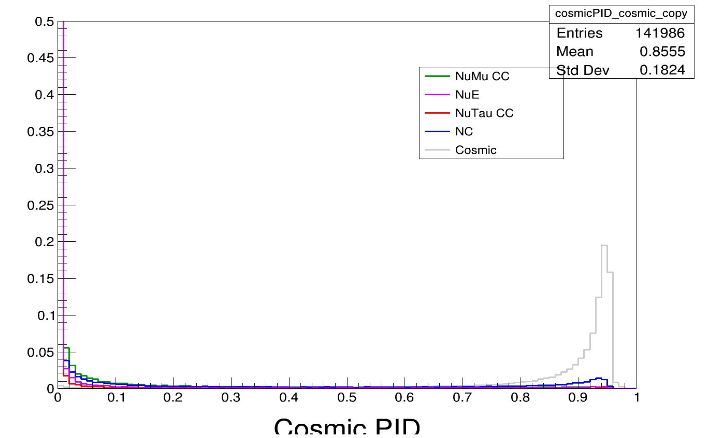 cosmicPID_cosmic_copy
Entries 141986
Mean 0.8555
Std Dev 0.1824
NuMu CC
NuE
NuTau CC
NC
Cosmic
0.5
0.45
0.4
0.35
0.3
0.25
0.2
0.15
0.1
0.05
0
0 0.1 0.2 0.3 0.4 0.5 0.6 0.7 0.8 0.9 1
Cosmic PID